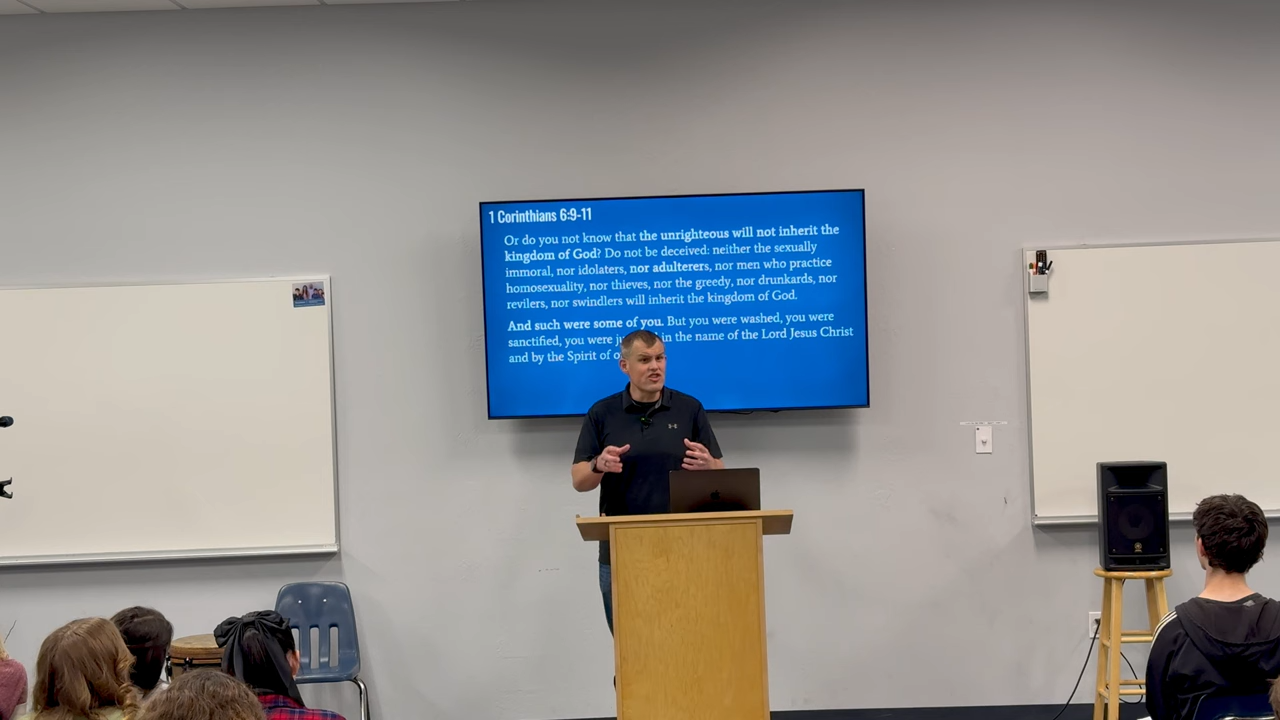 1 Corinthians 6:9-11
Or do you not know that the unrighteous will not inherit the
kingdom of God? Do not be deceived: neither the sexually
immoral, nor idolaters, nor adulterers, nor men who practice
homosexuality, nor thieves, nor the greedy, nor drunkards, nor
revilers, nor swindlers will inherit the kingdom of God.
And such were some of you. But you were washed, you were
sanctified, you were in the name of the Lord Jesus Christ
and by the Spirit of